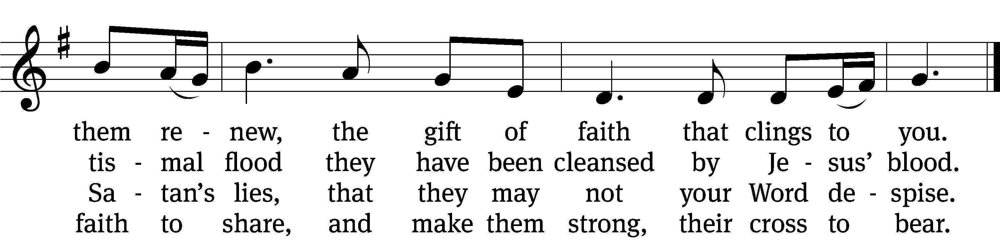 them re - new, the gift of faith that clings to you.
tis - mal flood they have been cleansed by Je - sus’ blood.
Sa - tan’s lies, that they may not your Word de - spise.
faith to share, and make them strong, their cross to bear.